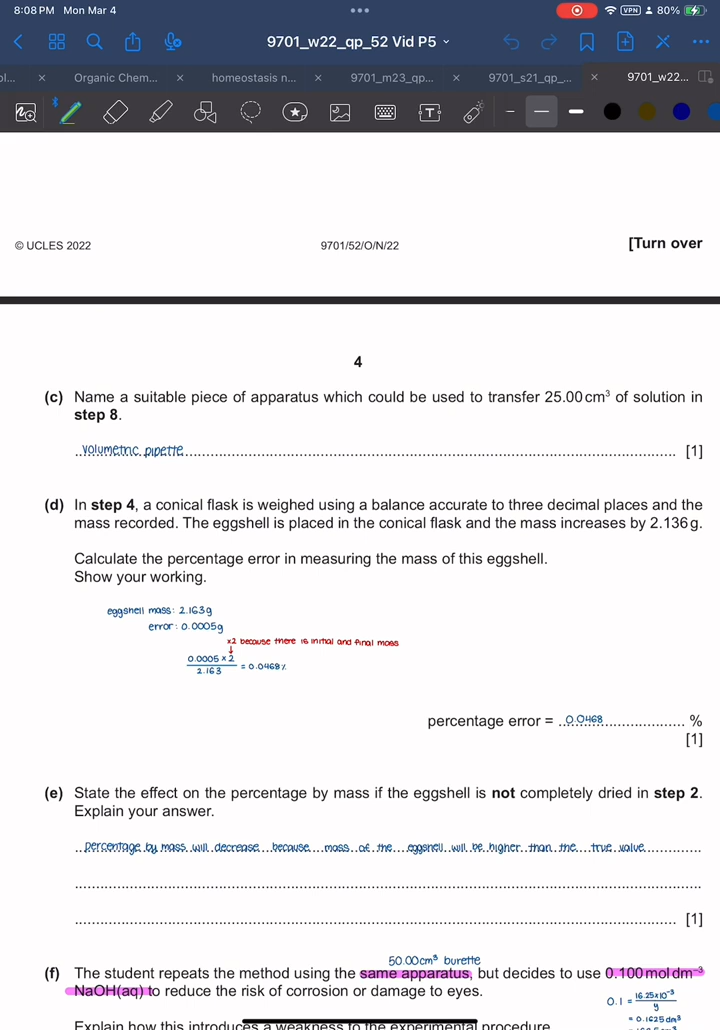 8:08 PM Mon Mar 4
VPN 80%
9701_w22_qp_52 Vid P5
Organic Chem...
homeostasis n...
9701_m23_qp...
9701_s21_qp_...
9701_w22...
© UCLES 2022
9701/52/O/N/22
[Turn over
4
(c) Name a suitable piece of apparatus which could be used to transfer 25.00 cm³ of solution in
step 8.
volumetric pipette [1]
(d) In step 4, a conical flask is weighed using a balance accurate to three decimal places and the
mass recorded. The eggshell is placed in the conical flask and the mass increases by 2.136 g.
Calculate the percentage error in measuring the mass of this eggshell.
Show your working.
eggshell mass: 2.163g
error: 0.0005g
x2 because there is initial and final mass
0.0005 x 2
2.163
= 0.0468%
percentage error = 0.0468 %
[1]
(e) State the effect on the percentage by mass if the eggshell is not completely dried in step 2.
Explain your answer.
percentage by mass will decrease because mass of the eggshell will be higher than the true value
[1]
50.00cm³ burette
(f) The student repeats the method using the same apparatus, but decides to use 0.100 mol dm⁻³
NaOH(aq) to reduce the risk of corrosion or damage to eyes.
0.1 = 16.25x10⁻³
y
= 0.1625 dm³
Explain how this introduces a weakness to the experimental procedure